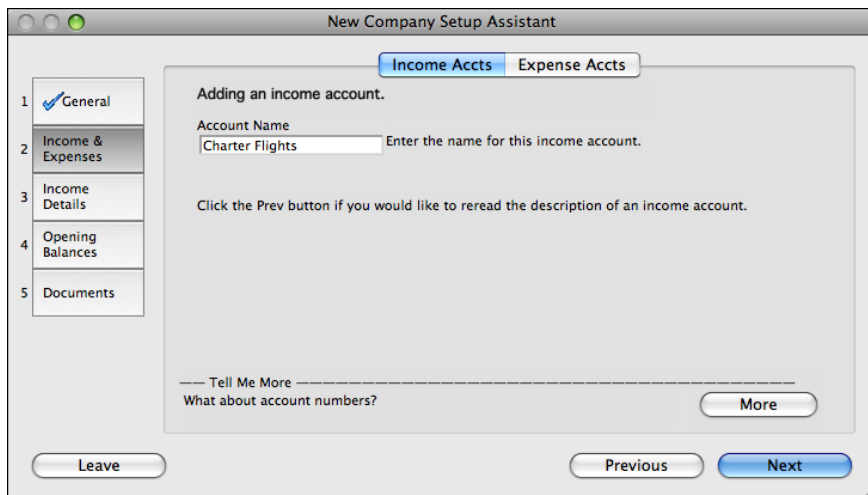 New Company Setup Assistant
Income Accts Expense Accts
1 General
2 Income &
Expenses
3 Income
Details
4 Opening
Balances
5 Documents
Adding an income account.
Account Name
Charter Flights Enter the name for this income account.
Click the Prev button if you would like to reread the description of an income account.
Tell Me More
What about account numbers?
More
Leave Previous Next